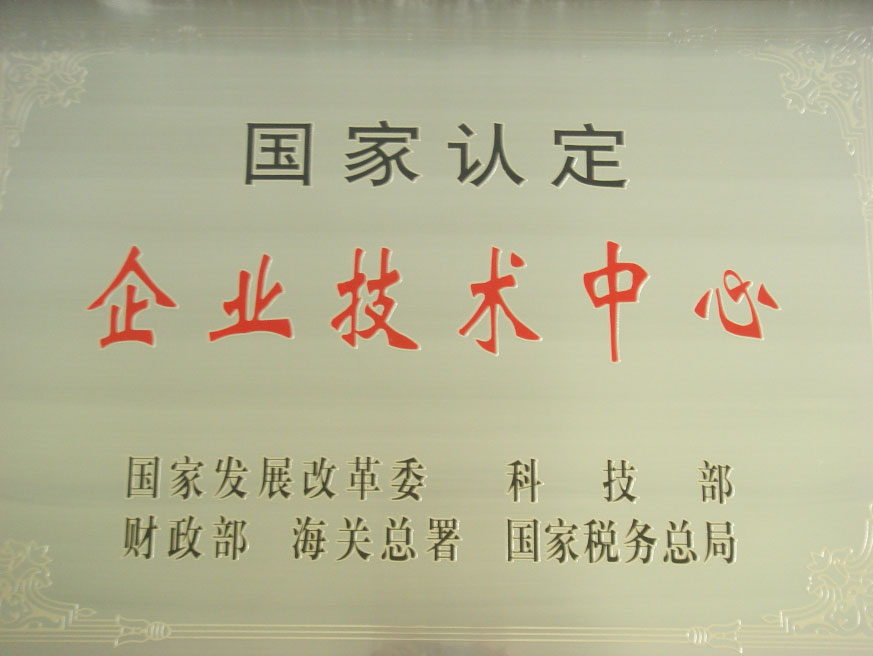 国家认定
企业技术中心
国家发展改革委 科技部
财政部 海关总署 国家税务总局